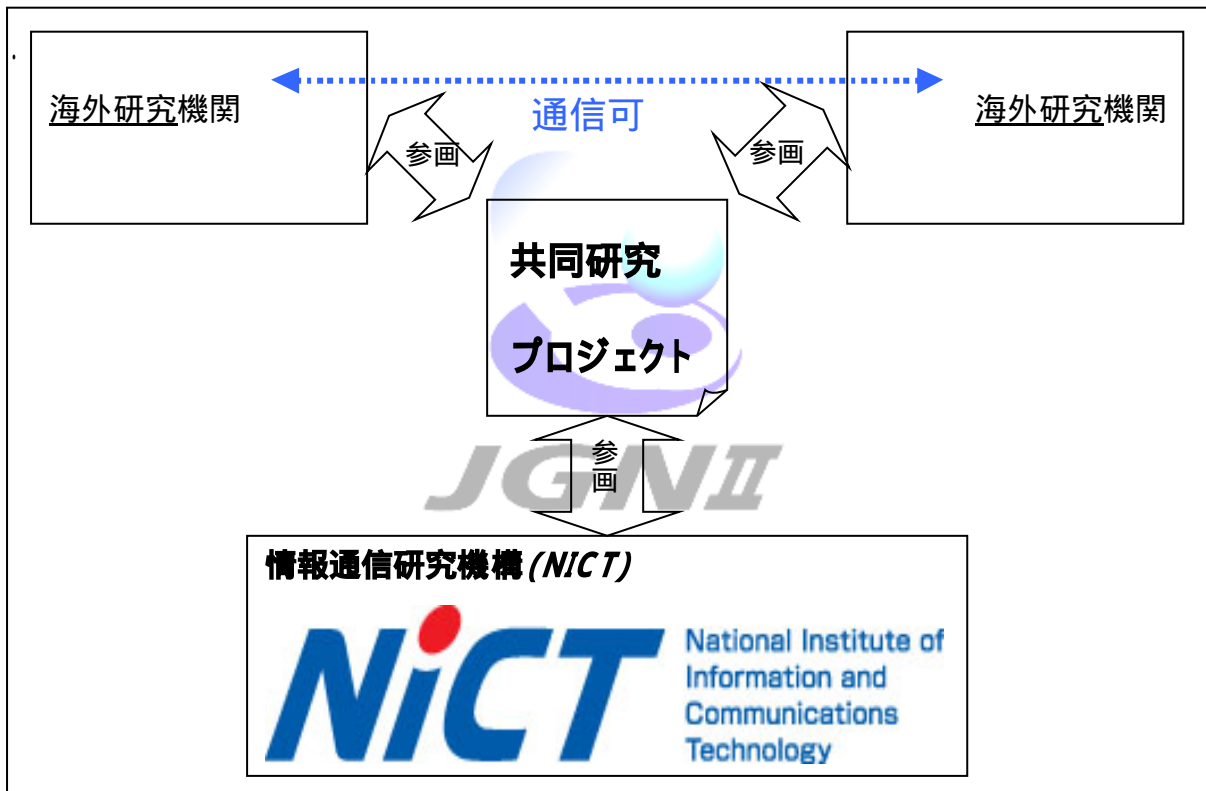 通信可
海外研究機関
海外研究機関
参画
参画
共同研究
プロジェクト
参画
JGNII
情報通信研究機構(NICT)
NiCT
National Institute of
Information and
Communications
Technology